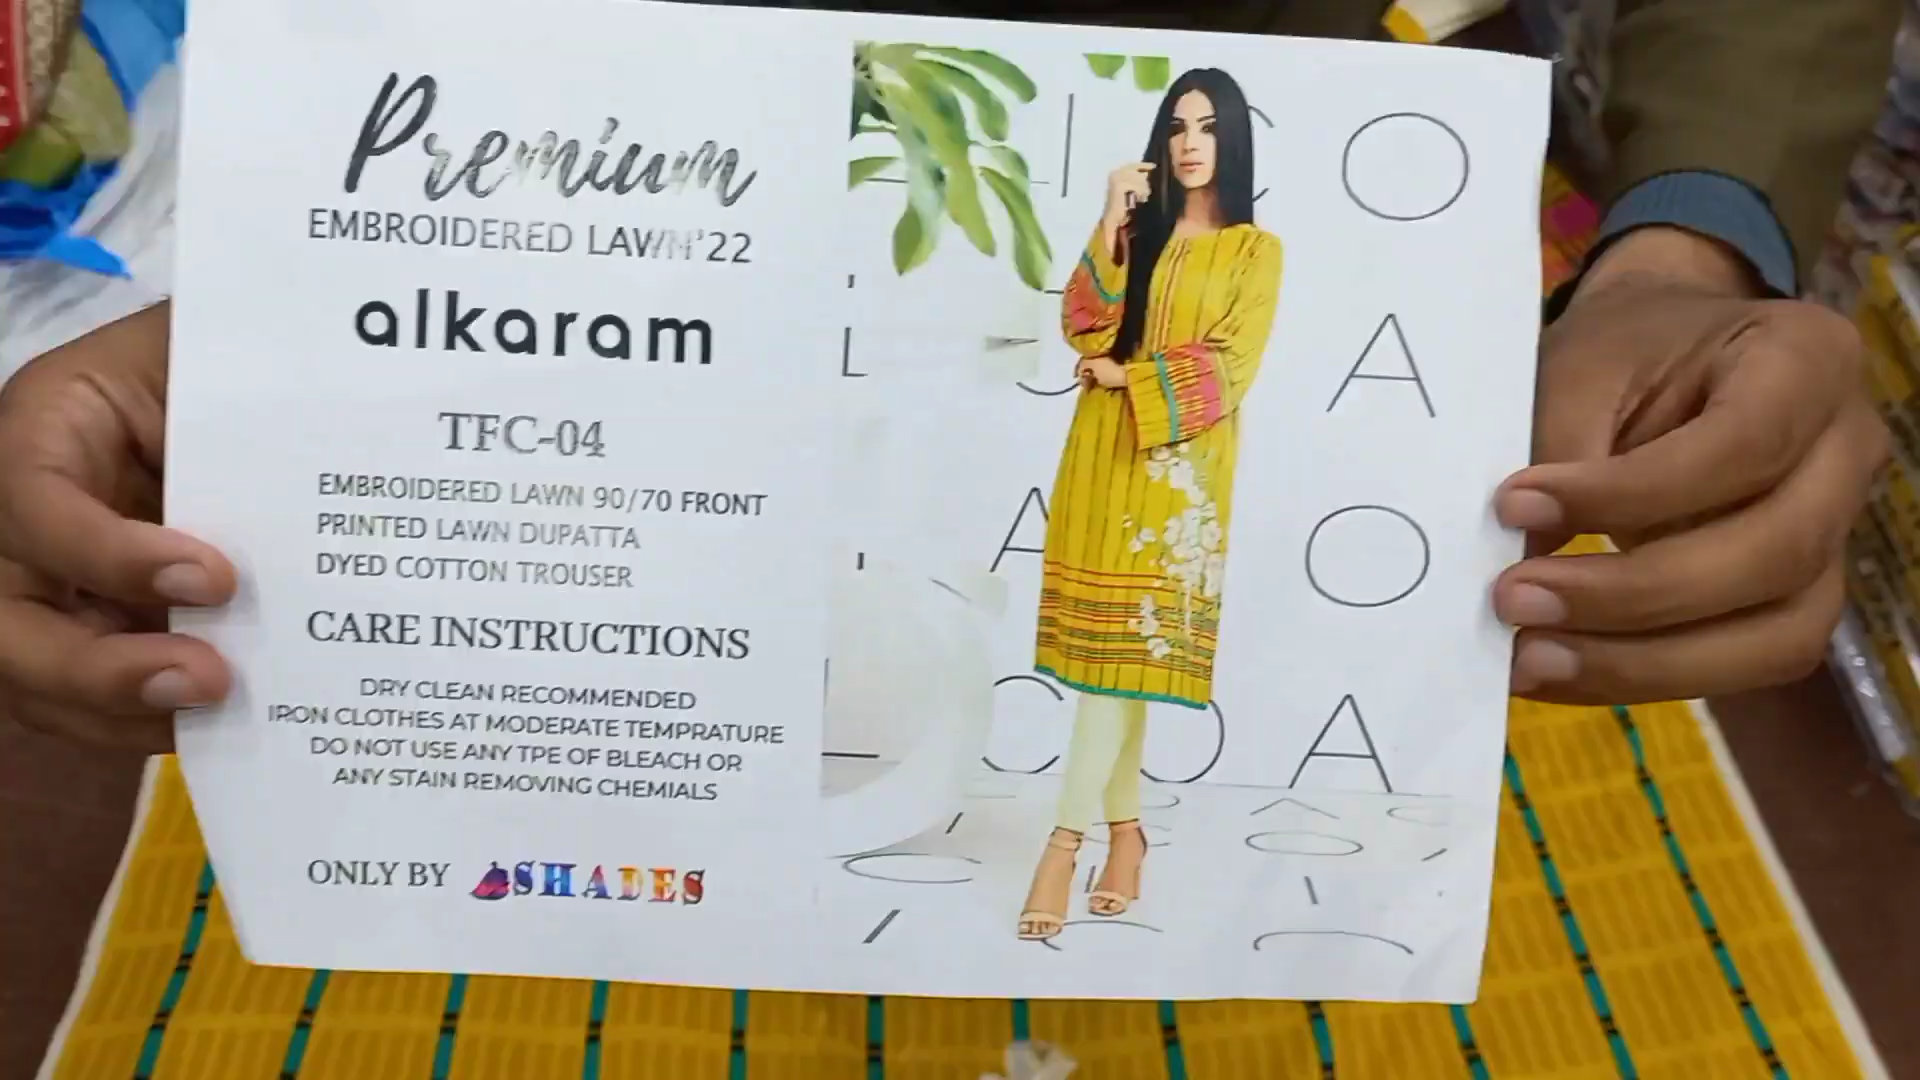 Premium
EMBROIDERED LAWN'22
alkaram
TFC-04
EMBROIDERED LAWN 90/70 FRONT
PRINTED LAWN DUPATTA
DYED COTTON TROUSER
CARE INSTRUCTIONS
DRY CLEAN RECOMMENDED
IRON CLOTHES AT MODERATE TEMPRATURE
DO NOT USE ANY TPE OF BLEACH OR
ANY STAIN REMOVING CHEMIALS
ONLY BY SHADES